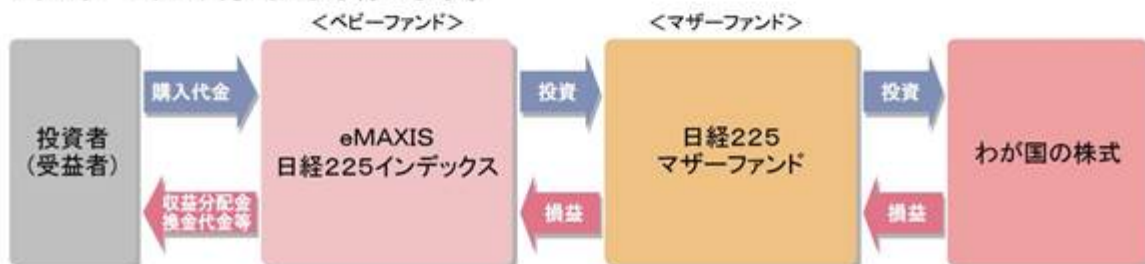 ＜ベビーファンド＞
＜マザーファンド＞
投資者
(受益者)
購入代金
収益分配金
換金代金等
eMAXIS
日経225インデックス
投資
損益
日経225
マザーファンド
投資
損益
わが国の株式